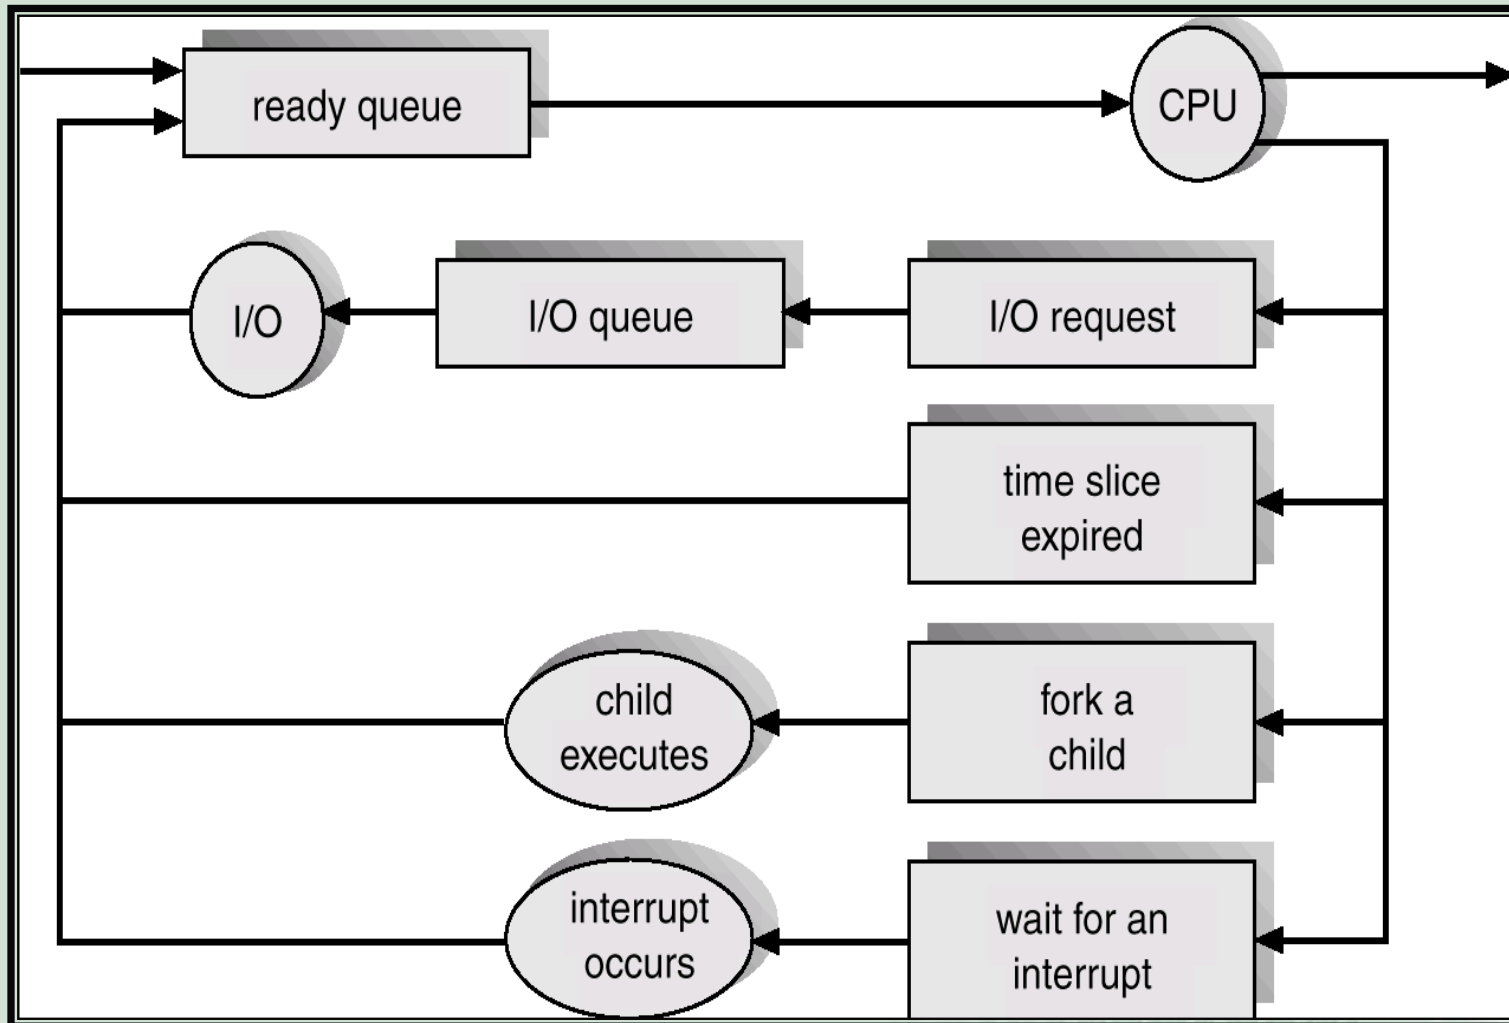 ready queue
CPU
I/O
I/O queue
I/O request
time slice
expired
child
executes
fork a
child
interrupt
occurs
wait for an
interrupt